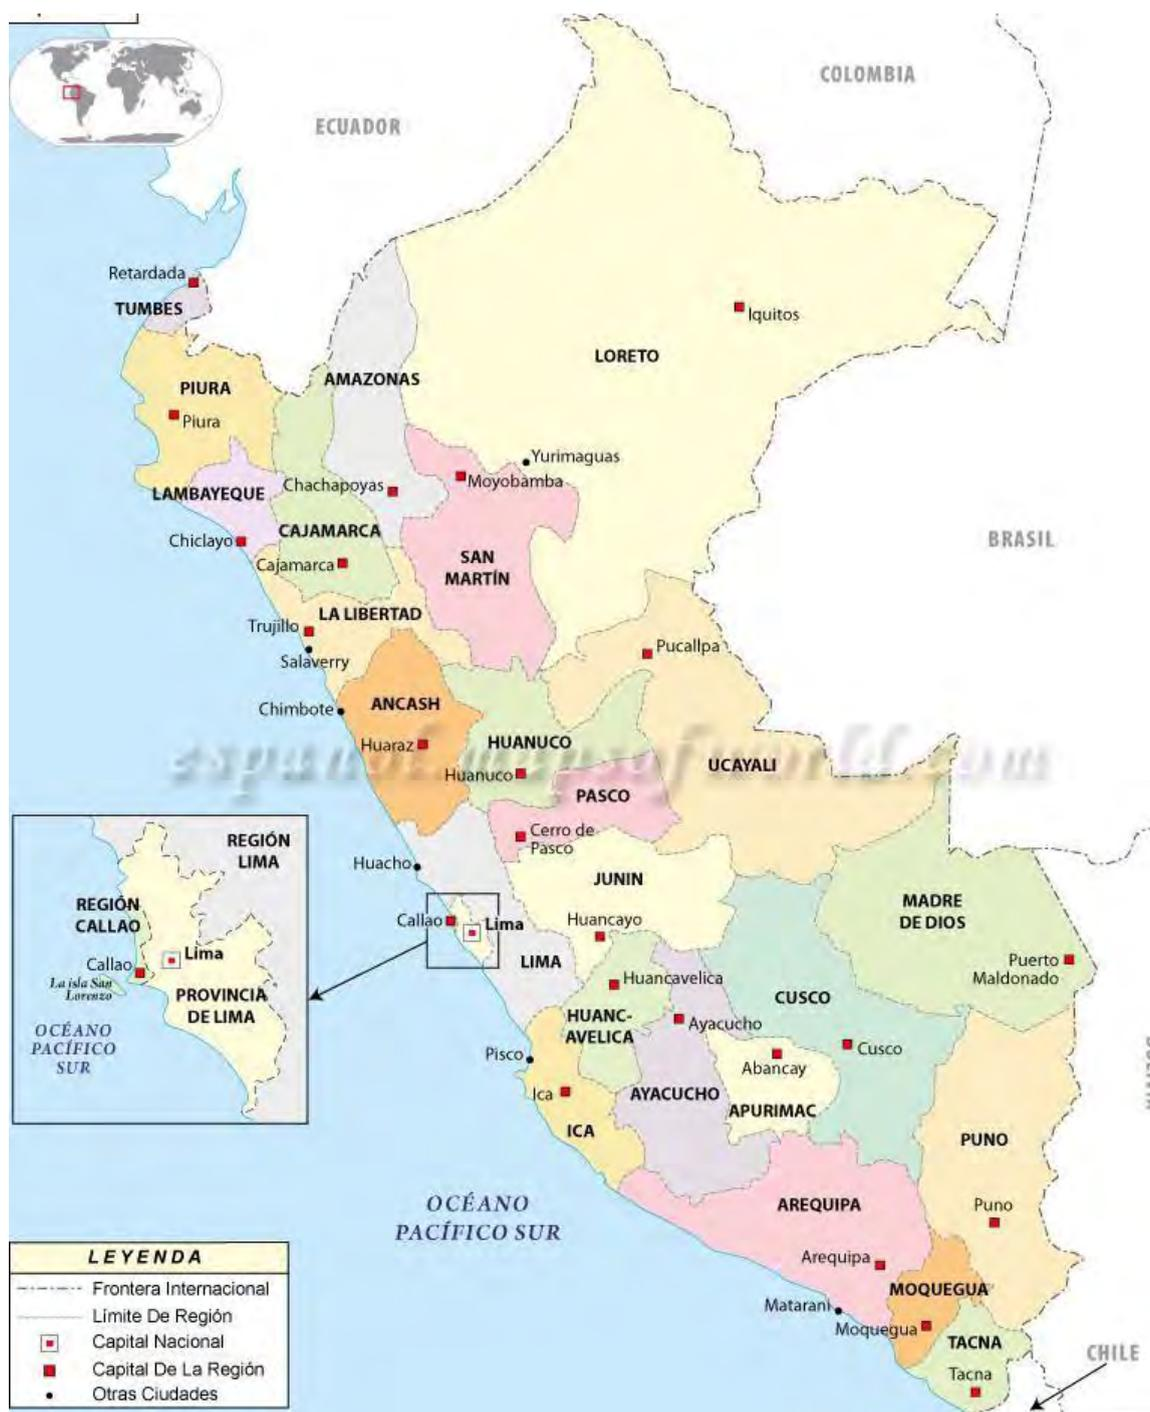 COLOMBIA
ECUADOR
Retardada
TUMBES
Iquitos
LORETO
AMAZONAS
PIURA
Piura
Yurimaguas
Moyobamba
LAMBAYEQUE
Chachapoyas
CAJAMARCA
Chiclayo
BRASIL
SAN
MARTÍN
Cajamarca
LA LIBERTAD
Trujillo
Salaverry
Pucallpa
ANCASH
Chimbote
HUANUCO
Huaraz
espanol.mapsofworld.com
UCAYALI
Huanuco
PASCO
Cerro de
Pasco
Huacho
JUNIN
MADRE
DE DIOS
Callao
Lima
Huancayo
LIMA
Huancavelica
Puerto
Maldonado
CUSCO
HUANC-
AVELICA
Ayacucho
Cusco
Pisco
Abancay
Ica
AYACUCHO
APURIMAC
ICA
PUNO
REGIÓN
LIMA
REGIÓN
CALLAO
Lima
Callao
La isla San
Lorenzo
PROVINCIA
DE LIMA
OCÉANO
PACÍFICO
SUR
OCÉANO
PACÍFICO SUR
AREQUIPA
Puno
Arequipa
MOQUEGUA
Matarani
Moquegua
TACNA
Tacna
CHILE
LEYENDA
Frontera Internacional
Límite De Región
Capital Nacional
Capital De La Región
Otras Ciudades